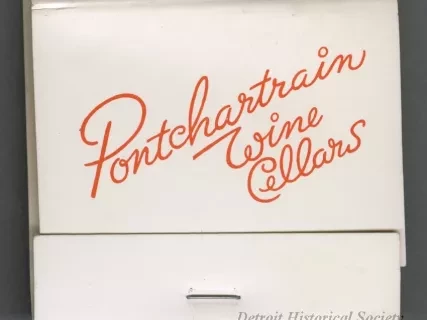 Pontchartrain
Wine
Cellars
Detroit Historical Society